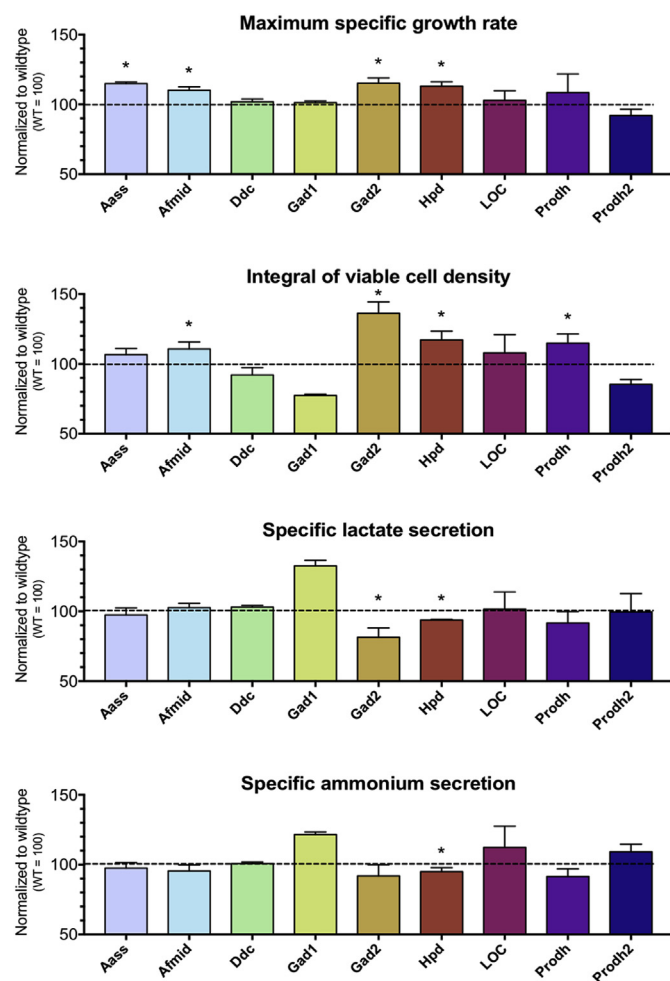 Maximum specific growth rate
Normalized to wildtype
(WT = 100)
150
100
50
* * * *
Aass Afmid Ddc Gad1 Gad2 Hpd LOC Prodh Prodh2
Integral of viable cell density
Normalized to wildtype
(WT = 100)
150
100
50
* * * *
Aass Afmid Ddc Gad1 Gad2 Hpd LOC Prodh Prodh2
Specific lactate secretion
Normalized to wildtype
(WT = 100)
150
100
50
* *
Aass Afmid Ddc Gad1 Gad2 Hpd LOC Prodh Prodh2
Specific ammonium secretion
Normalized to wildtype
(WT = 100)
150
100
50
*
Aass Afmid Ddc Gad1 Gad2 Hpd LOC Prodh Prodh2